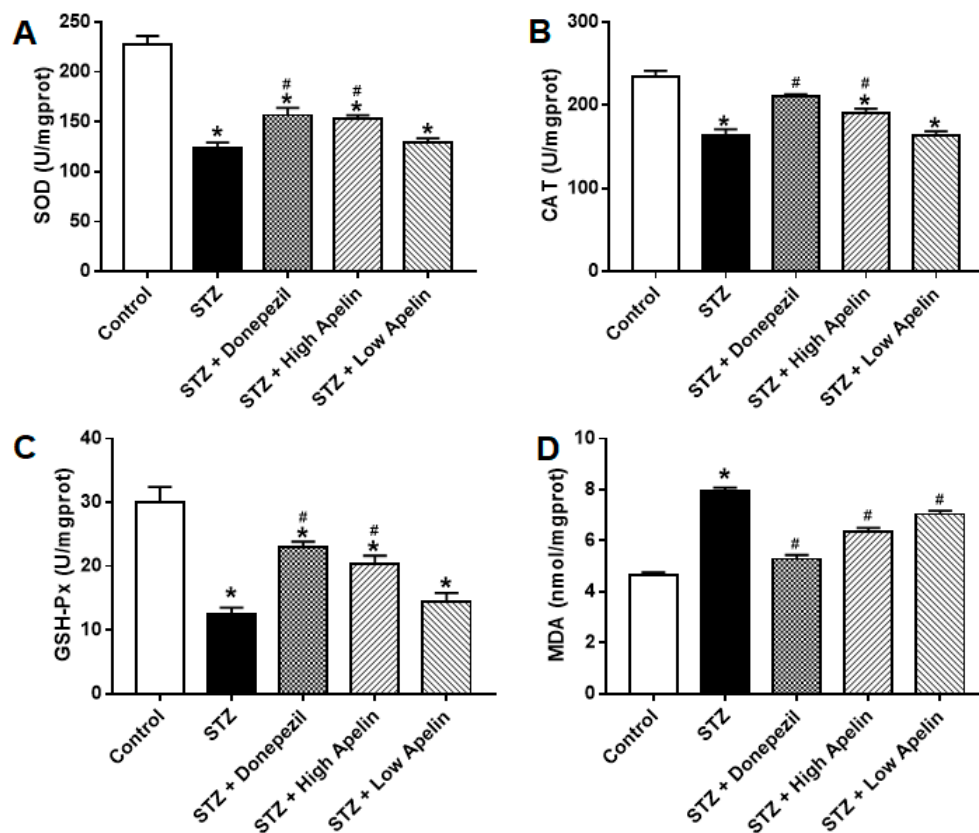 A
SOD (U/mgprot)
250
200
150
100
50
0
*
#
*
#
*
*
Control
STZ
STZ + Donepezil
STZ + High Apelin
STZ + Low Apelin
B
CAT (U/mgprot)
300
200
100
0
*
#
#
*
*
Control
STZ
STZ + Donepezil
STZ + High Apelin
STZ + Low Apelin
C
GSH-Px (U/mgprot)
40
30
20
10
0
*
#
*
#
*
*
Control
STZ
STZ + Donepezil
STZ + High Apelin
STZ + Low Apelin
D
MDA (nmol/mgprot)
10
8
6
4
2
0
*
#
#
#
Control
STZ
STZ + Donepezil
STZ + High Apelin
STZ + Low Apelin